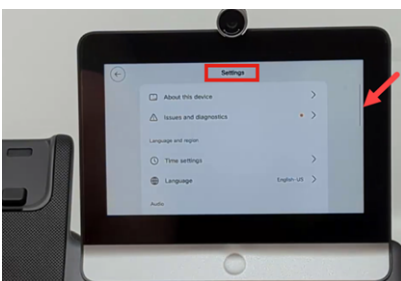 Settings
About this device
Issues and diagnostics
Language and region
Time settings
Language
English US
Audio